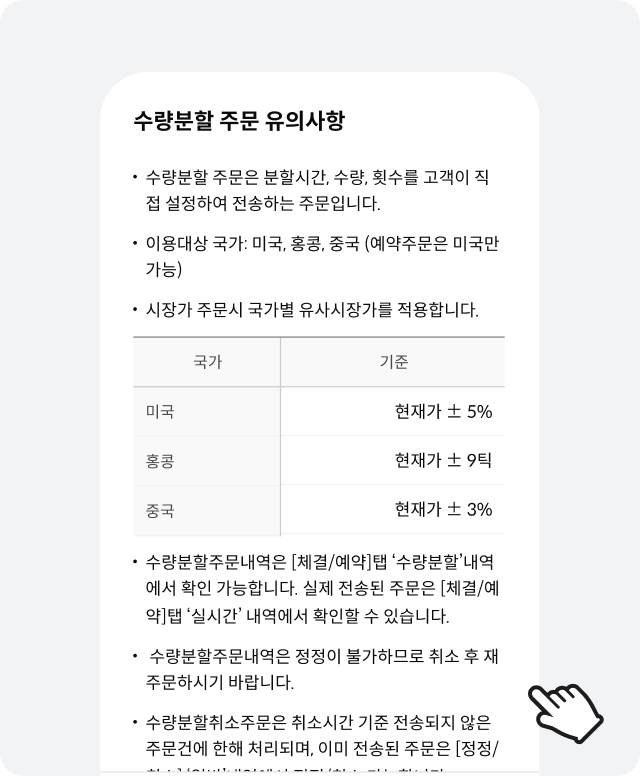 수량분할 주문 유의사항
• 수량분할 주문은 분할시간, 수량, 횟수를 고객이 직
접 설정하여 전송하는 주문입니다.
• 이용대상 국가: 미국, 홍콩, 중국 (예약주문은 미국만
가능)
• 시장가 주문시 국가별 유사시장가를 적용합니다.
국가 기준
미국 현재가 ± 5%
홍콩 현재가 ± 9틱
중국 현재가 ± 3%
• 수량분할주문내역은 [체결/예약]탭 ‘수량분할’내역
에서 확인 가능합니다. 실제 전송된 주문은 [체결/예
약]탭 ‘실시간’ 내역에서 확인할 수 있습니다.
• 수량분할주문내역은 정정이 불가하므로 취소 후 재
주문하시기 바랍니다.
• 수량분할취소주문은 취소시간 기준 전송되지 않은
주문건에 한해 처리되며, 이미 전송된 주문은 [정정/